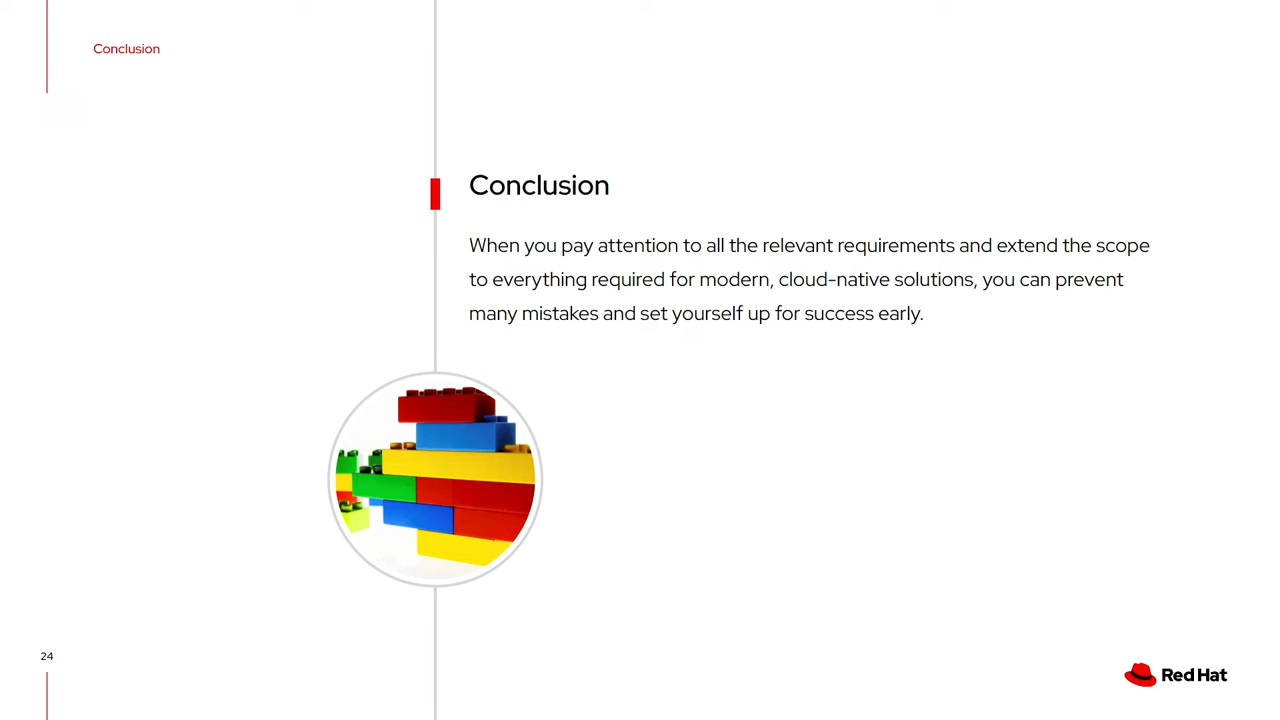 Conclusion
Conclusion
When you pay attention to all the relevant requirements and extend the scope
to everything required for modern, cloud-native solutions, you can prevent
many mistakes and set yourself up for success early.
24
Red Hat